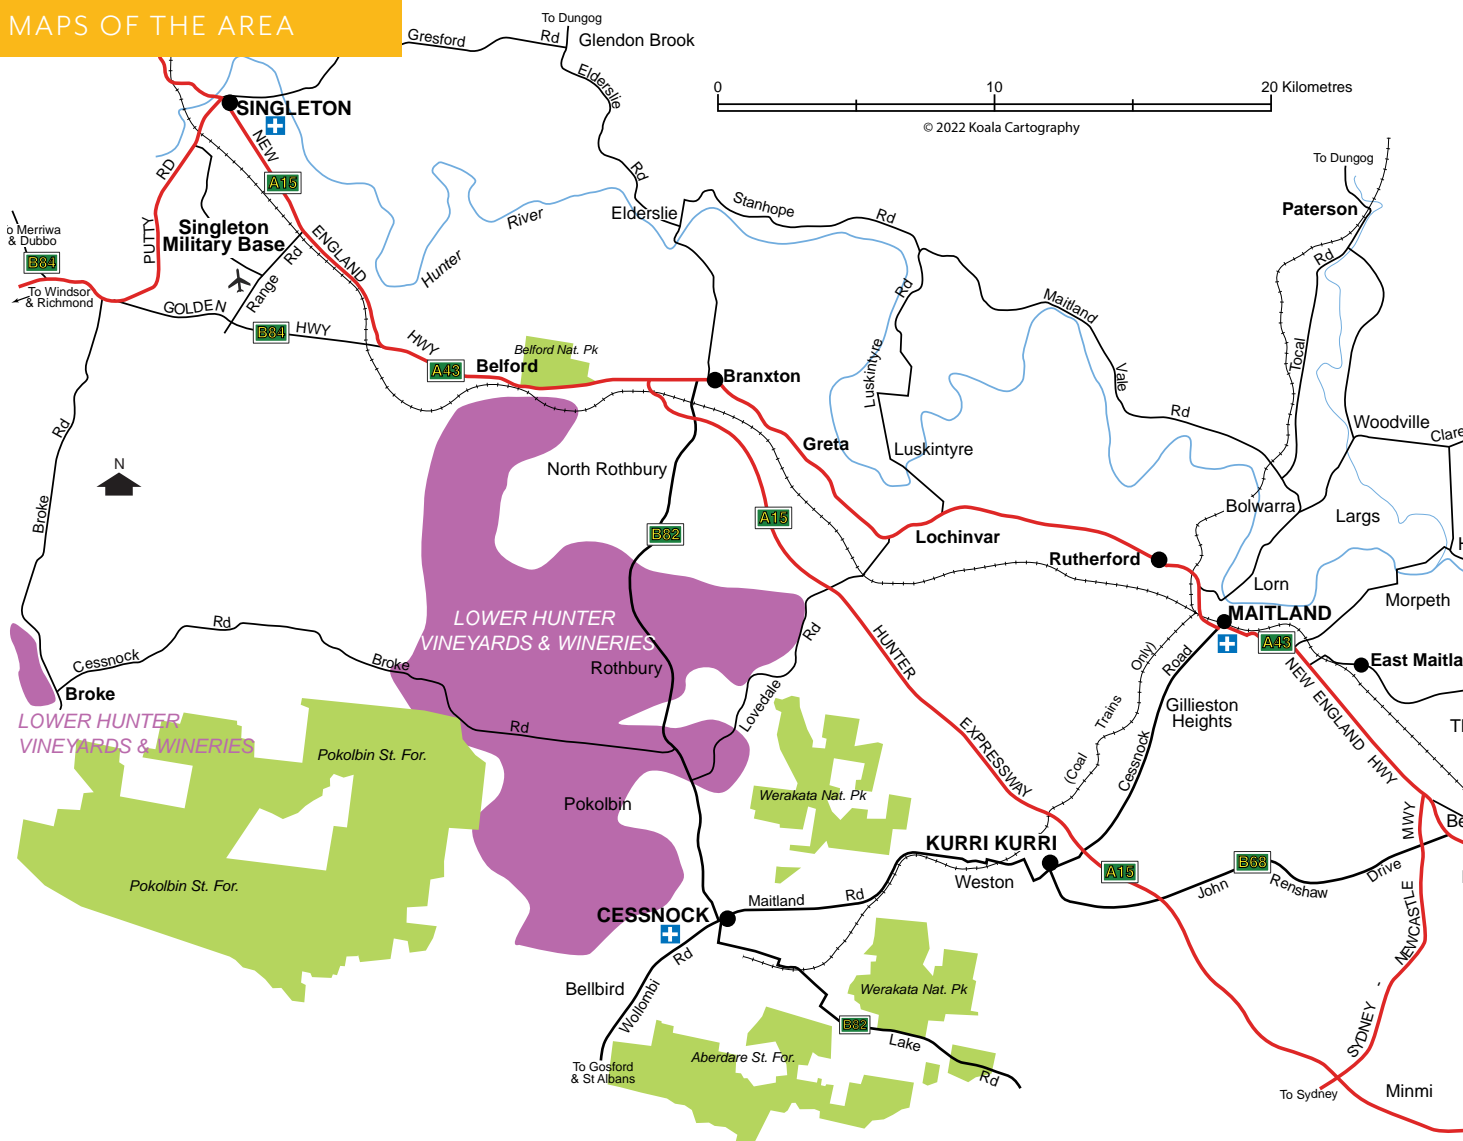 MAPS OF THE AREA
To Dungog
Gresford
Rd
Glendon Brook
Elderslie
Rd
0
10
20 Kilometres
© 2022 Koala Cartography
SINGLETON
NEW
A15
ENGLAND
HWY
RD
PUTTY
Singleton
Military Base
o Merriwa
& Dubbo
B84
To Windsor
& Richmond
GOLDEN
Range
Rd
B84
HWY
River
Hunter
Elderslie
Stanhope
Rd
To Dungog
Paterson
Rd
Tocal
Maitland
Vale
Rd
Rd
Luskintyre
Luskintyre
A43
Belford
Belford Nat. Pk
Branxton
Greta
North Rothbury
Woodville
Clare
Bolwarra
Largs
Rd
Broke
N
B82
A15
Lochinvar
Rutherford
H
Lorn
Morpeth
MAITLAND
A43
East Maitla
LOWER HUNTER
VINEYARDS & WINERIES
Rothbury
Rd
Lovedale
HUNTER
EXPRESSWAY
Only)
Trains
(Coal
Road
Cessnock
Gillieston
Heights
NEW ENGLAND HWY
Th
Cessnock
Rd
Broke
Rd
Broke
LOWER HUNTER
VINEYARDS & WINERIES
Pokolbin St. For.
Pokolbin St. For.
Pokolbin
Werakata Nat. Pk
KURRI KURRI
Weston
A15
B68
John
Renshaw
Drive
Be
MWY
NEWCASTLE
-
SYDNEY
CESSNOCK
Maitland
Rd
Rd
Wollombi
Bellbird
To Gosford
& St Albans
Werakata Nat. Pk
B82
Lake
Rd
Aberdare St. For.
To Sydney
Minmi